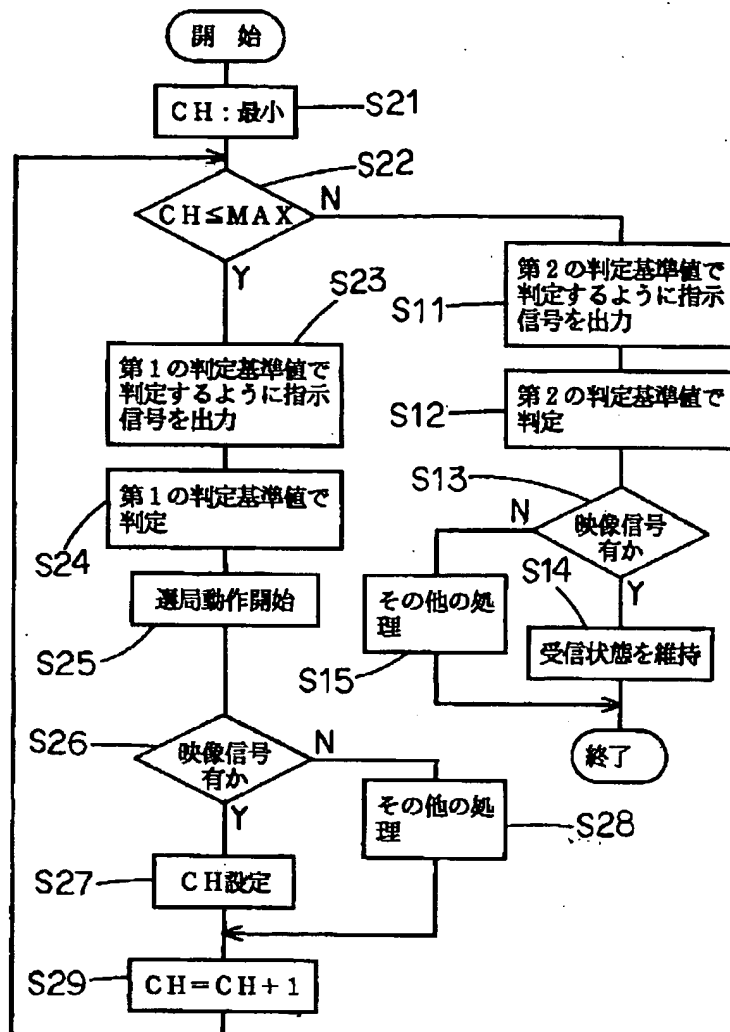 開 始
CH:最小
S21
S22
CH≦MAX
N
Y
S23
第1の判定基準値で
判定するように指示
信号を出力
第1の判定基準値で
判定
S24
選局動作開始
S25
S26
映像信号
有か
N
Y
その他の処
理
S28
S27
CH設定
S29
CH=CH+1
第2の判定基準値で
判定するように指示
信号を出力
S11
第2の判定基準値で
判定
S12
S13
映像信号
有か
N
Y
S14
その他の処
理
S15
受信状態を維持
終了